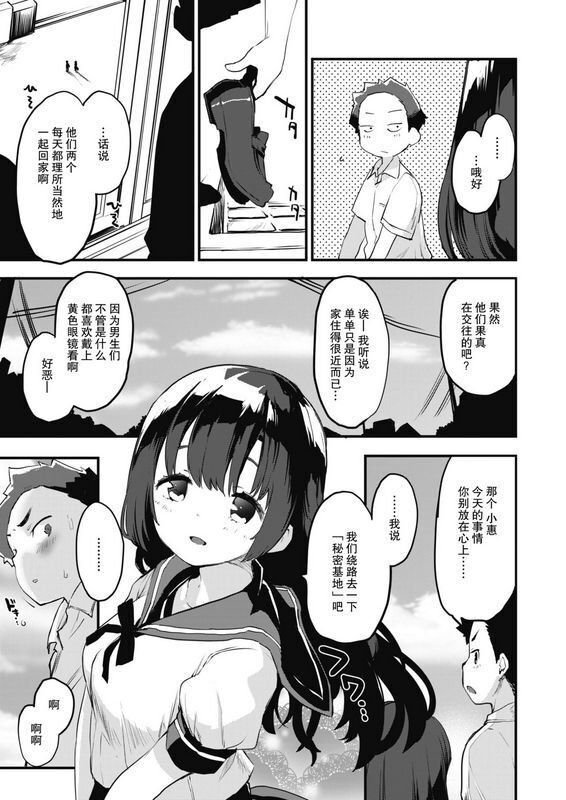 …
哦好
ガタ
ガタ
…话说
他们两个
每天都理所当然地
一起回家啊
果然
他们果真
在交往的吧?
诶—我听说
单单只是因为
家住得很近而已…
因为男生们
不管是什么
都喜欢戴上
黄色眼镜看啊
好恶—
那个 小惠
今天的事情
你别放在心上……
…我说
我们绕路去一下
「秘密基地」吧
啊
啊啊